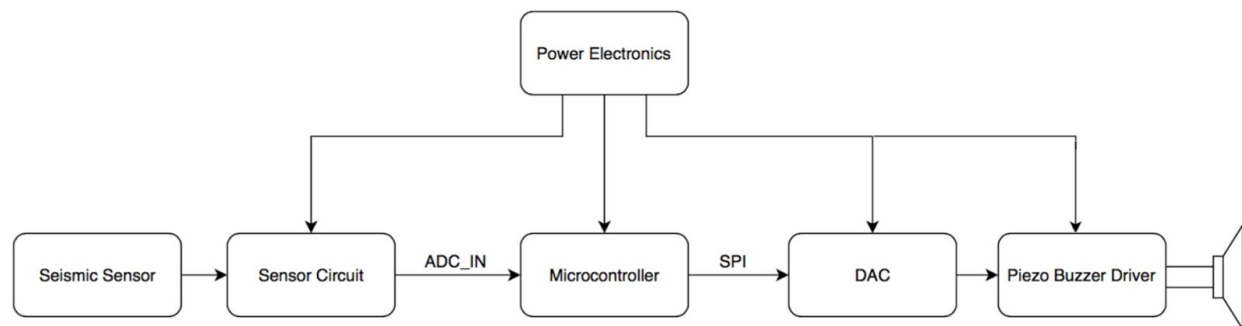 Power Electronics
Seismic Sensor
Sensor Circuit
ADC_IN
Microcontroller
SPI
DAC
Piezo Buzzer Driver